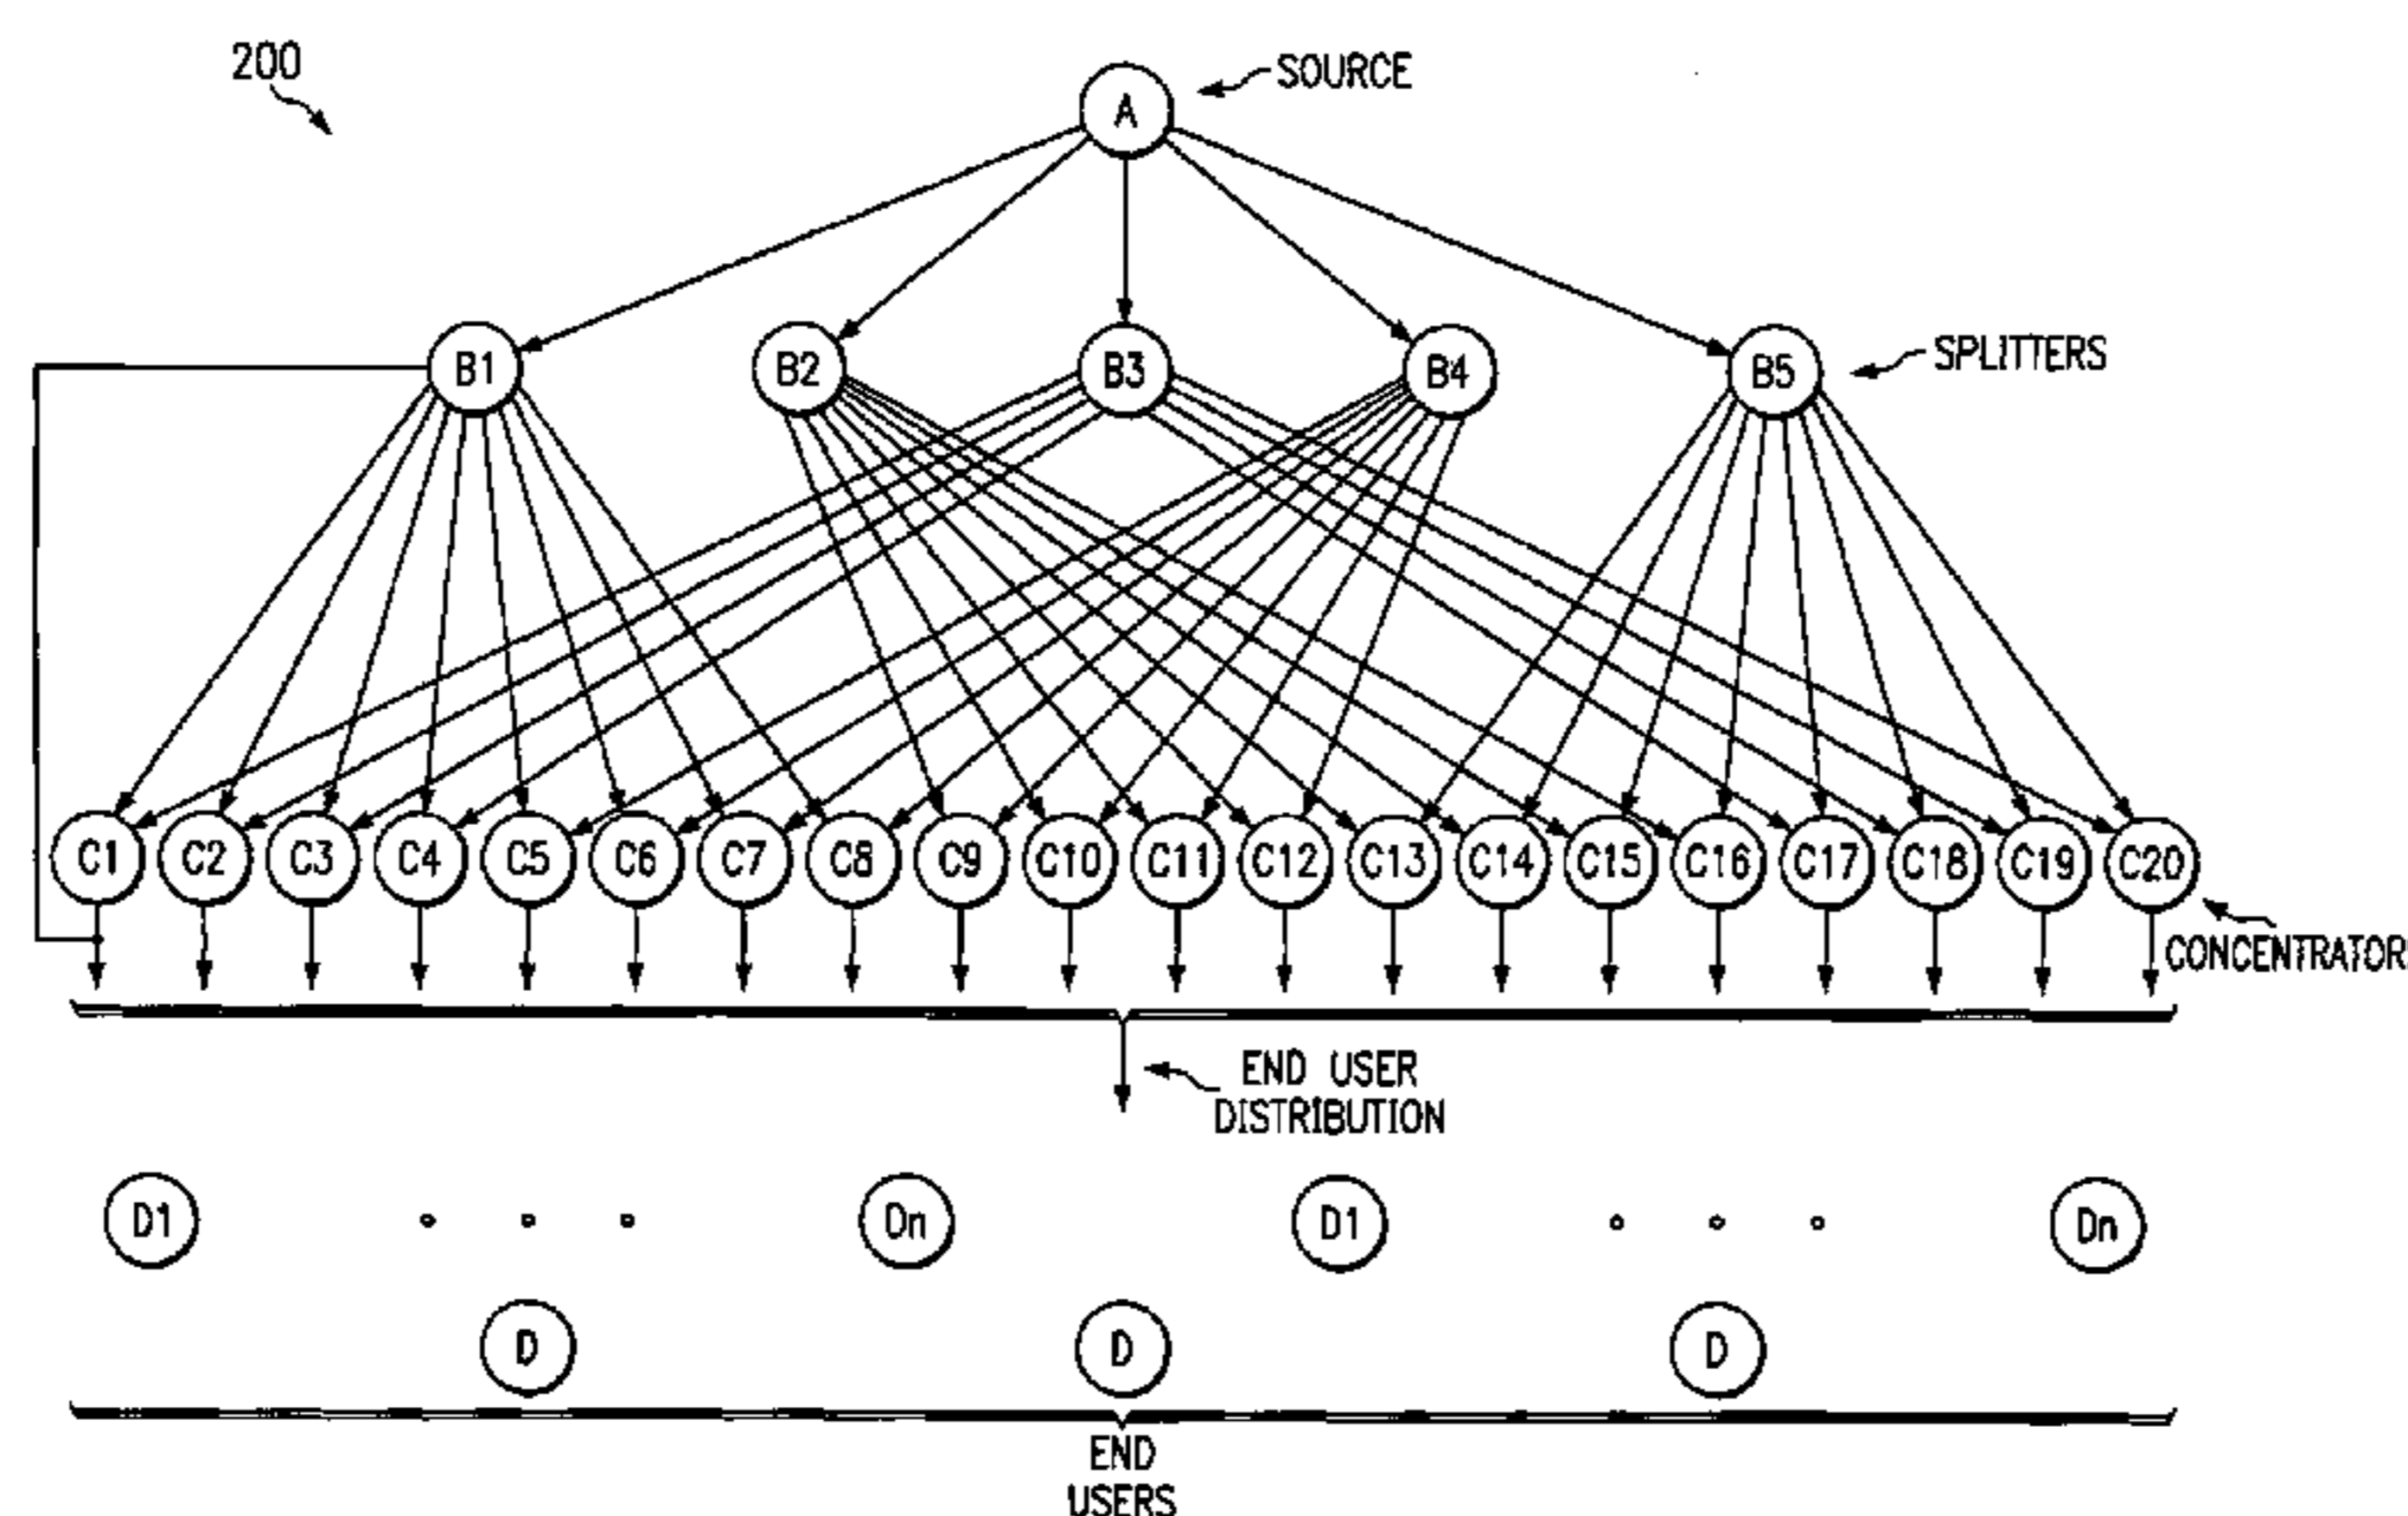 200
SOURCE
A
B1 B2 B3 B4 B5
SPLITTERS
C1 C2 C3 C4 C5 C6 C7 C8 C9 C10 C11 C12 C13 C14 C15 C16 C17 C18 C19 C20
CONCENTRATOR
END USER
DISTRIBUTION
D1 Dn D1 Dn
D D D
END
USERS